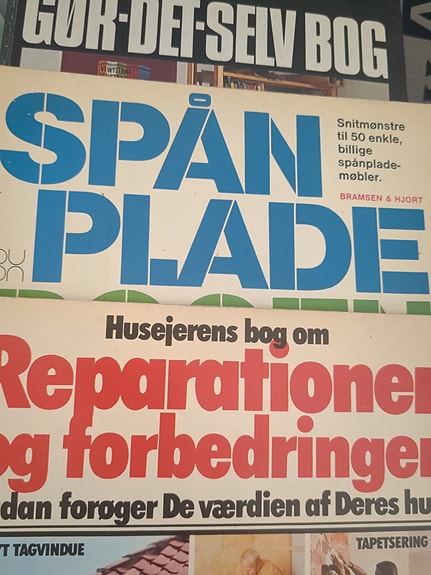 GØR-DET-SELV BOG
SPÅN
PLADE
Snitmønstre
til 50 enkle,
billige
spånplade-
møbler.
BRAMSEN & HJORT
Husejerens bog om
Reparationer
og forbedringer
dan forøger De værdien af Deres hu
T TAGVINDUE
TAPETSERING